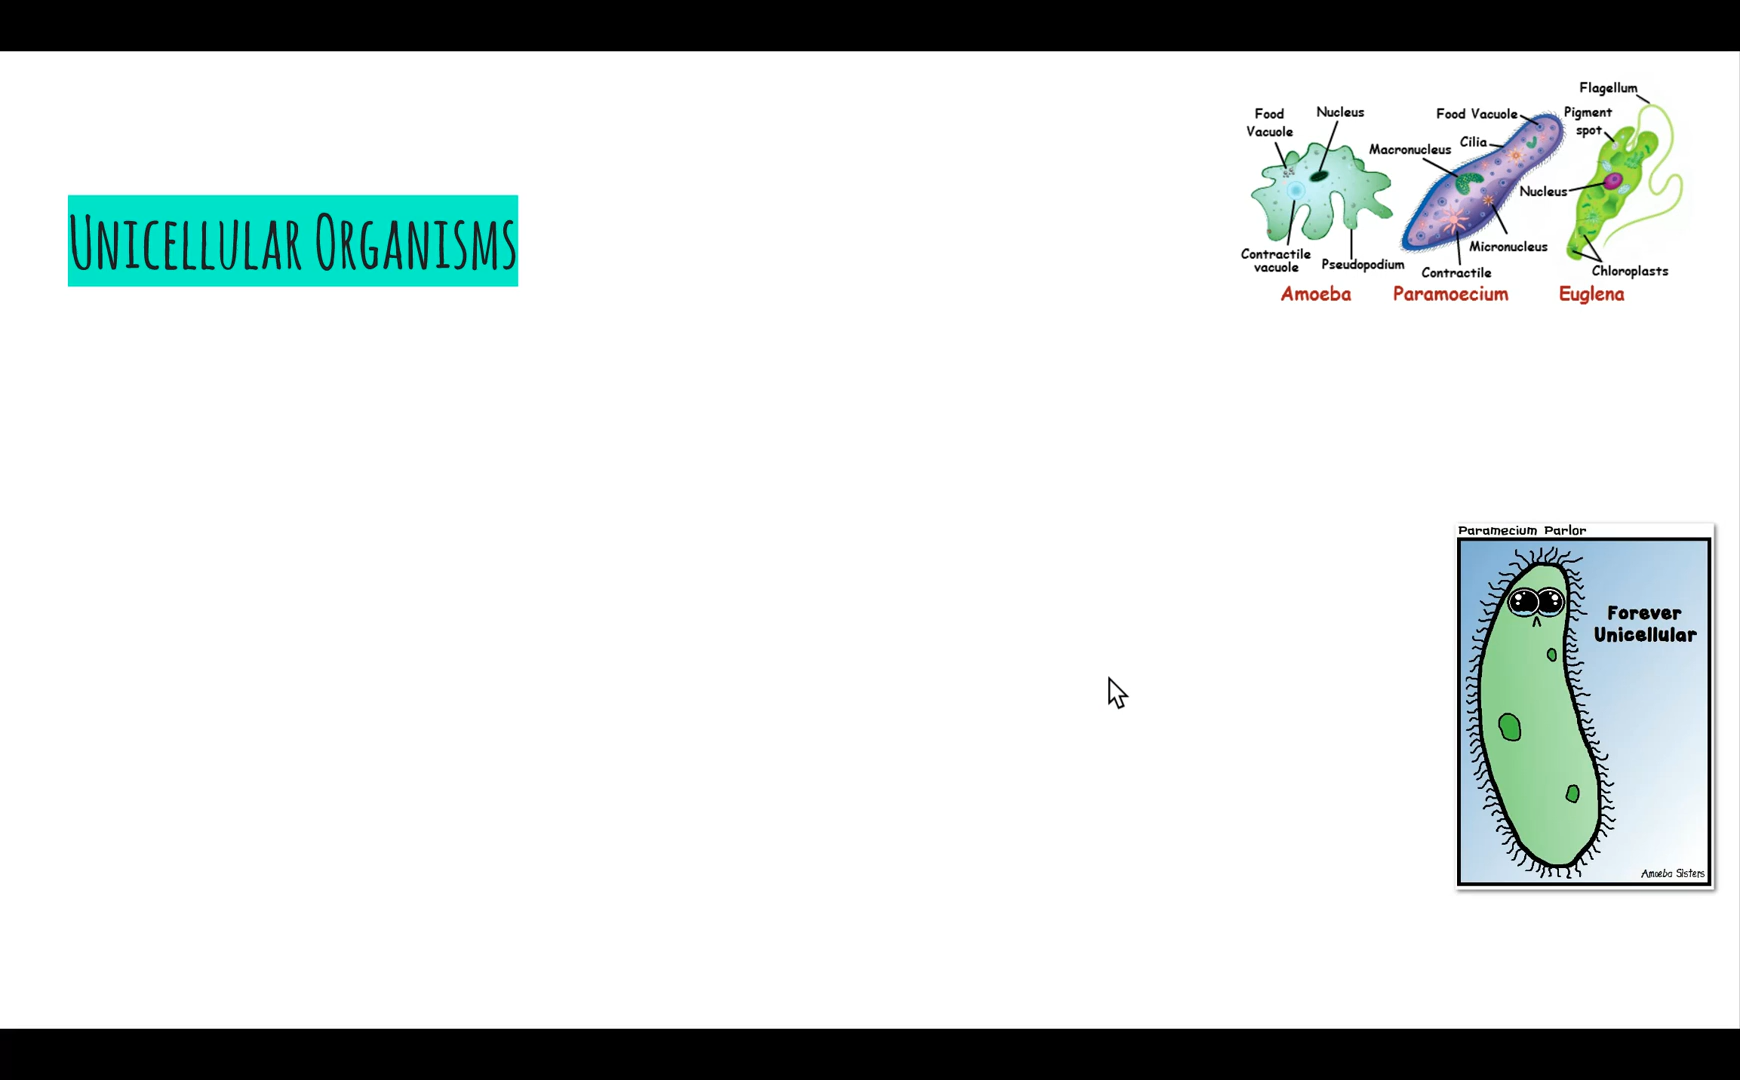 Unicellular Organisms
Food
Vacuole
Nucleus
Contractile
vacuole
Pseudopodium
Amoeba
Food Vacuole
Cilia
Macronucleus
Micronucleus
Contractile
Paramoecium
Flagellum
Pigment
spot
Nucleus
Chloroplasts
Euglena
Paramecium Parlor
Forever
Unicellular
Amoeba Sisters